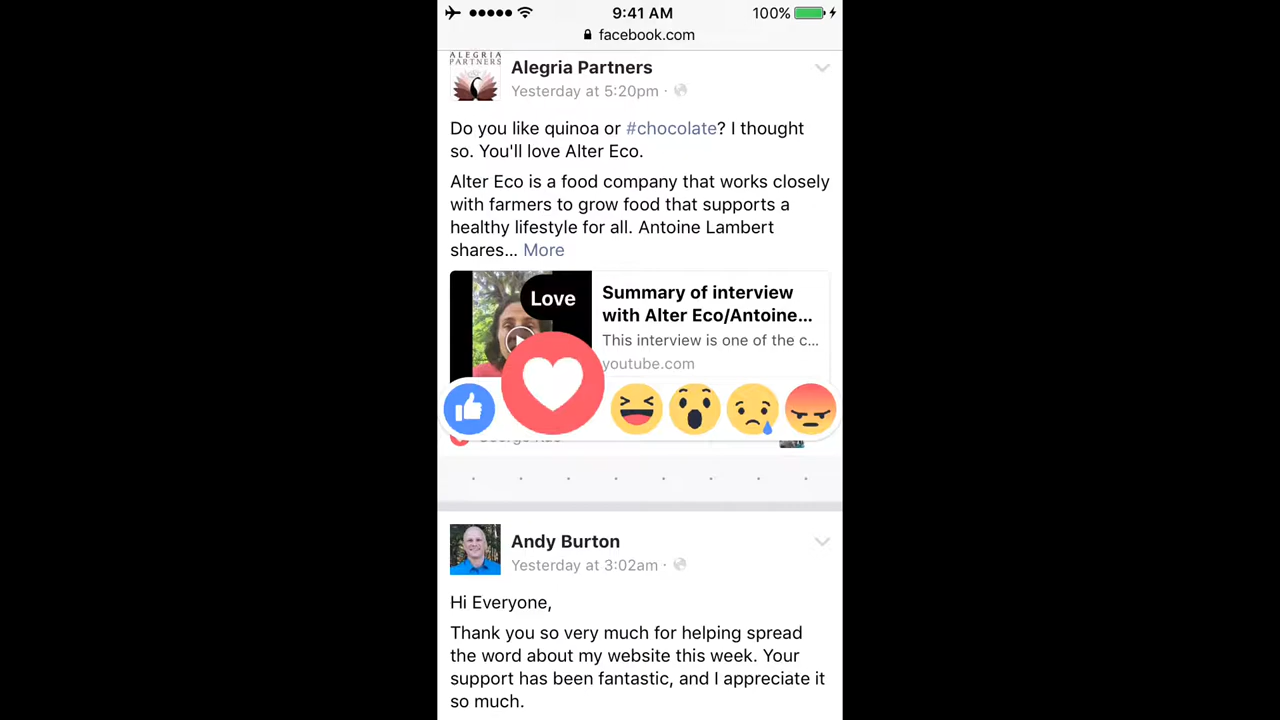 9:41 AM
100%
facebook.com
ALEGRIA
PARTNERS
Alegria Partners
Yesterday at 5:20pm ·
Do you like quinoa or #chocolate? I thought
so. You'll love Alter Eco.
Alter Eco is a food company that works closely
with farmers to grow food that supports a
healthy lifestyle for all. Antoine Lambert
shares... More
Love
Summary of interview
with Alter Eco/Antoine...
This interview is one of the c...
youtube.com
Andy Burton
Yesterday at 3:02am ·
Hi Everyone,
Thank you so very much for helping spread
the word about my website this week. Your
support has been fantastic, and I appreciate it
so much.